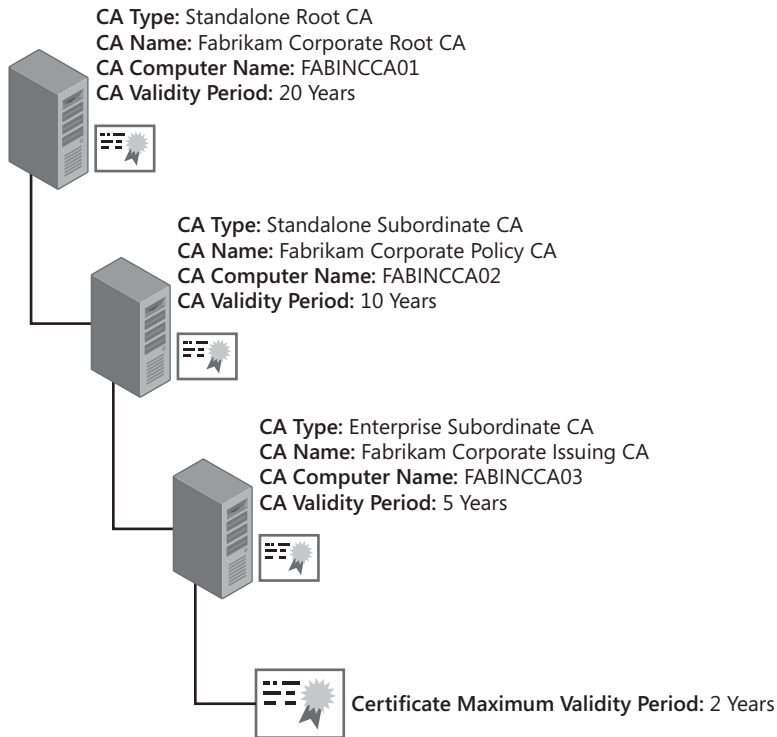 CA Type: Standalone Root CA
CA Name: Fabrikam Corporate Root CA
CA Computer Name: FABINCCA01
CA Validity Period: 20 Years
CA Type: Standalone Subordinate CA
CA Name: Fabrikam Corporate Policy CA
CA Computer Name: FABINCCA02
CA Validity Period: 10 Years
CA Type: Enterprise Subordinate CA
CA Name: Fabrikam Corporate Issuing CA
CA Computer Name: FABINCCA03
CA Validity Period: 5 Years
Certificate Maximum Validity Period: 2 Years